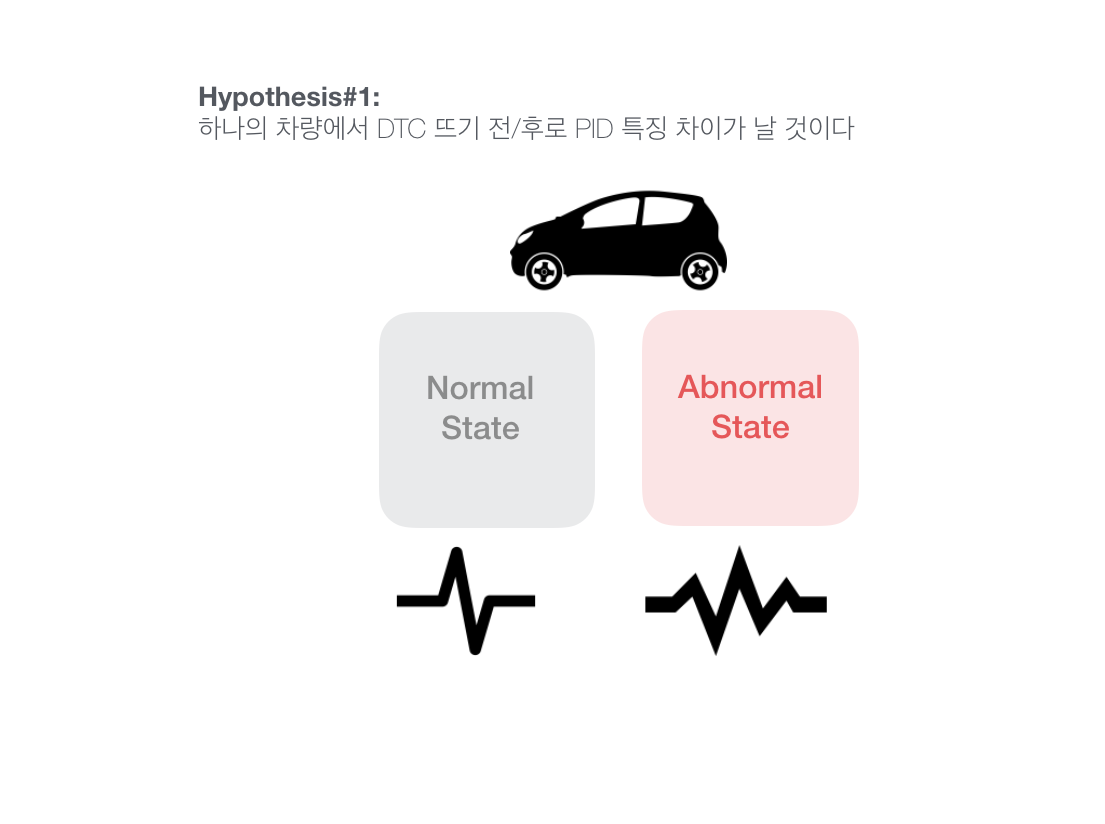 Hypothesis#1:
하나의 차량에서 DTC 뜨기 전/후로 PID 특징 차이가 날 것이다
Normal
State
Abnormal
State